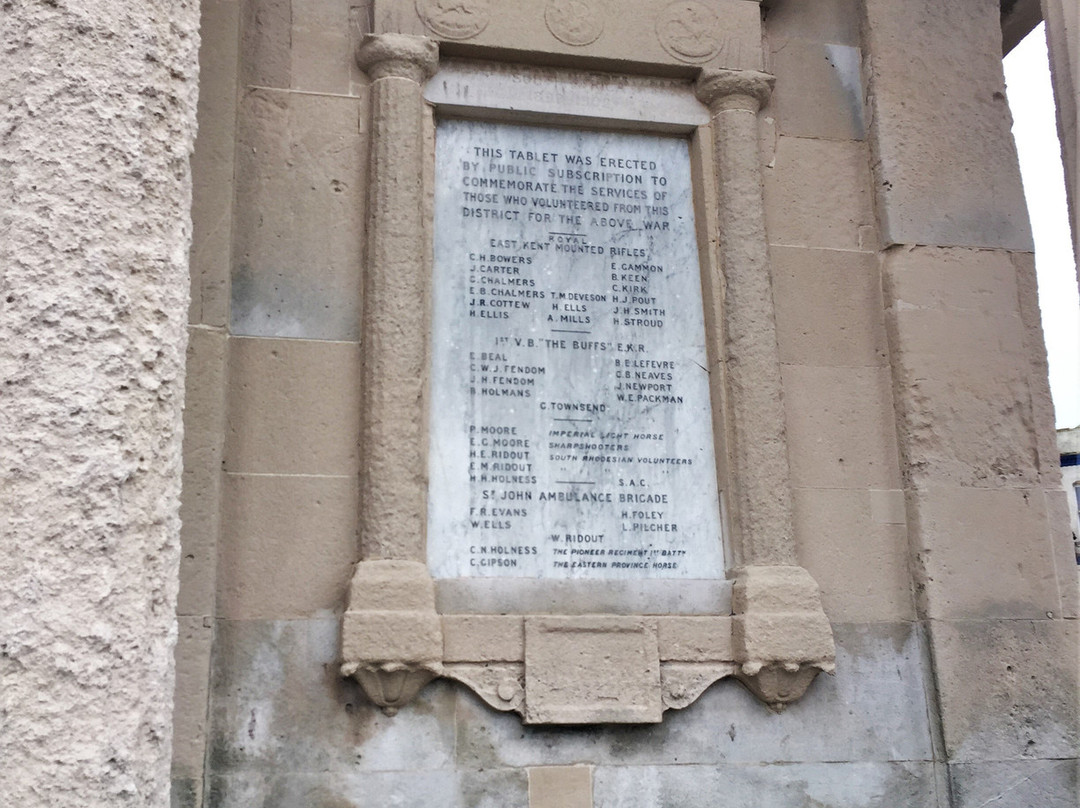 THIS TABLET WAS ERECTED
BY PUBLIC SUBSCRIPTION TO
COMMEMORATE THE SERVICES OF
THOSE WHO VOLUNTEERED FROM THIS
DISTRICT FOR THE ABOVE WAR
ROYAL
EAST KENT MOUNTED RIFLES
C.H. BOWERS E. GAMMON
J. CARTER B. KEEN
G. CHALMERS C. KIRK
E.B. CHALMERS T.M. DEVESON H.J. POUT
J.R. COTTEW H. ELLS J.H. SMITH
H. ELLIS A. MILLS H. STROUD
1ST V.B. "THE BUFFS" E.K.R.
E. BEAL B.E. LEFEVRE
C.W.J. FENDOM C.B. NEAVES
J.H. FENDOM J. NEWPORT
HOLMANS W.E. PACKMAN
TOWNSEND
P. MOORE IMPERIAL LIGHT HORSE
E.G. MOORE SHARPSHOOTERS
H.E. RIDOUT SOUTH RHODESIAN VOLUNTEERS
E.M. RIDOUT " " "
H.H. HOLNESS S.A.C.
ST JOHN AMBULANCE BRIGADE
F.R. EVANS H. FOLEY
W. ELLS L. PILCHER
W. RIDOUT
C.N. HOLNESS THE PIONEER REGIMENT 1ST BATTN
C. GIPSON THE EASTERN PROVINCE HORSE